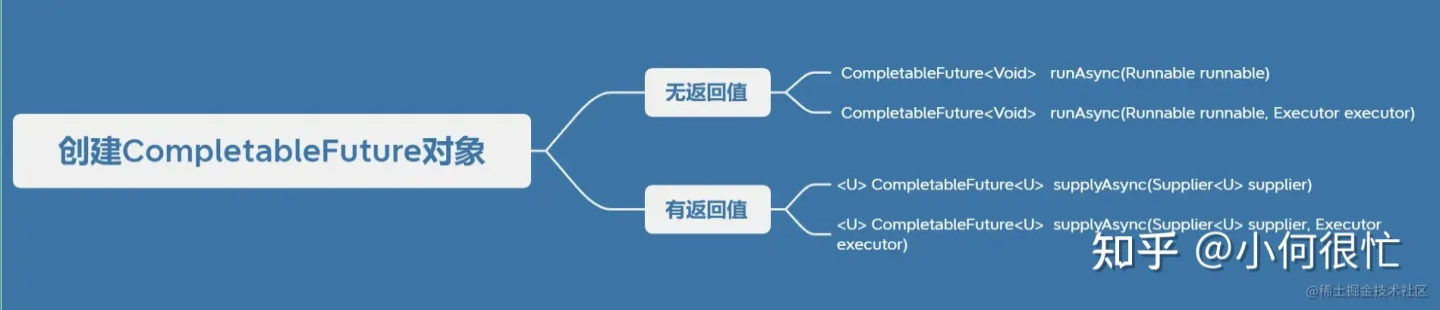 创建CompletableFuture对象
无返回值
CompletableFuture<Void> runAsync(Runnable runnable)
CompletableFuture<Void> runAsync(Runnable runnable, Executor executor)
有返回值
<U> CompletableFuture<U> supplyAsync(Supplier<U> supplier)
<U> CompletableFuture<U> supplyAsync(Supplier<U> supplier, Executor
executor)
知乎 @小何很忙
@稀土掘金技术社区